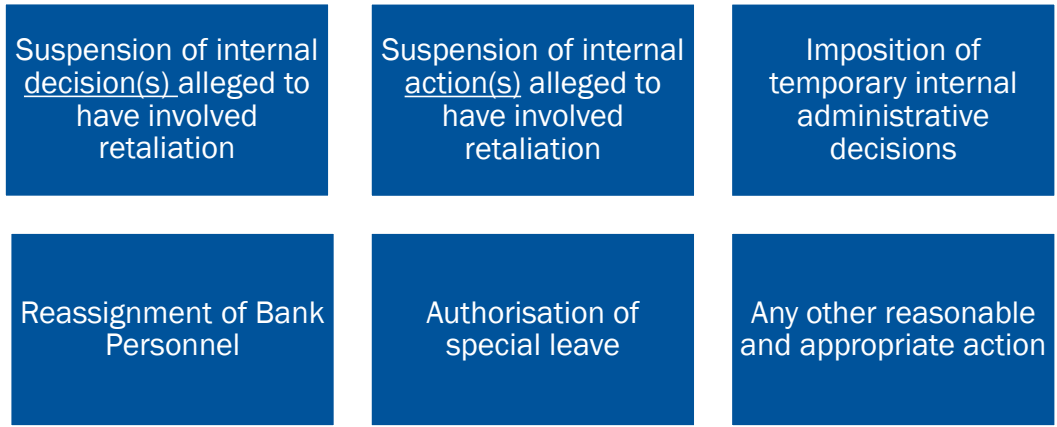 Suspension of internal
decision(s) alleged to
have involved
retaliation
Suspension of internal
action(s) alleged to
have involved
retaliation
Imposition of
temporary internal
administrative
decisions
Reassignment of Bank
Personnel
Authorisation of
special leave
Any other reasonable
and appropriate action